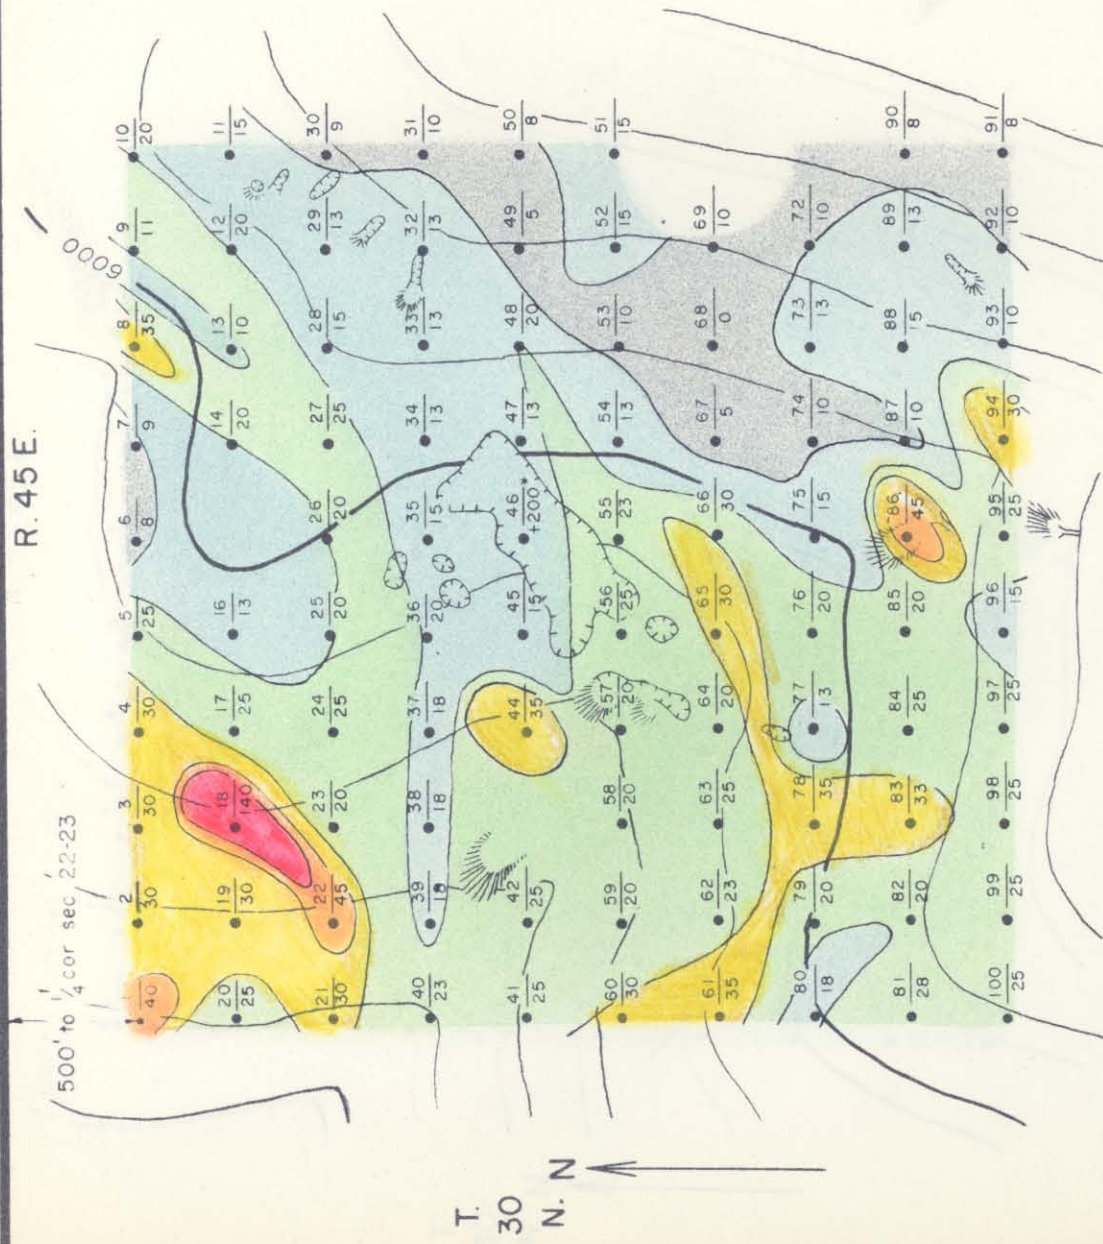 R. 45 E.
500' to ¼ cor sec 22-23
6000
T.
30
N.
N
1 2 3 4 5 6 7 8 9 10
40 30 30 30 25 8 9 35 11 20
20 19 18 17 16 14 13 12 11
25 30 140 25 13 20 10 20 15
21 22 23 24 25 26 27 28 29 30
30 45 20 25 20 20 25 15 13 9
40 39 38 37 36 35 34 33 32 31
23 18 18 18 20 15 13 13 13 10
41 42 44 45 46 47 48 49 50
25 25 35 15 +200* 13 20 5 8
60 59 58 57 56 55 54 53 52 51
30 20 20 20 25 23 13 10 15 15
61 62 63 64 65 66 67 68 69
35 23 25 20 30 30 5 0 10
80 79 78 77 76 75 74 73 72
18 20 35 13 20 15 10 13 10
81 82 83 84 85 86 87 88 89 90
28 20 33 25 20 45 10 15 13 8
100 99 98 97 96 95 94 93 92 91
25 25 25 25 15 25 30 10 10 8